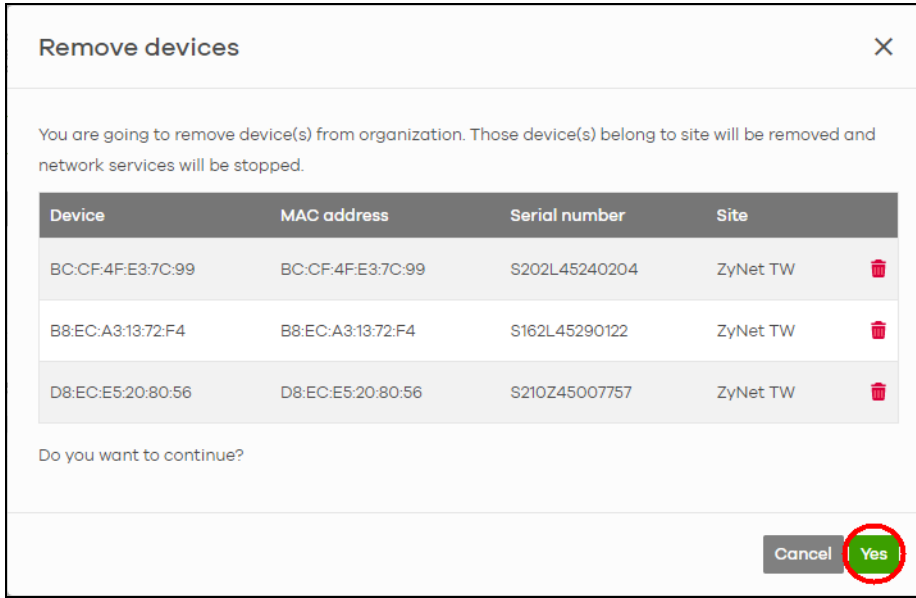 Remove devices
You are going to remove device(s) from organization. Those device(s) belong to site will be removed and
network services will be stopped.
Device MAC address Serial number Site
BC:CF:4F:E3:7C:99 BC:CF:4F:E3:7C:99 S202L45240204 ZyNet TW
B8:EC:A3:13:72:F4 B8:EC:A3:13:72:F4 S162L45290122 ZyNet TW
D8:EC:E5:20:80:56 D8:EC:E5:20:80:56 S210Z45007757 ZyNet TW
Do you want to continue?
Cancel Yes